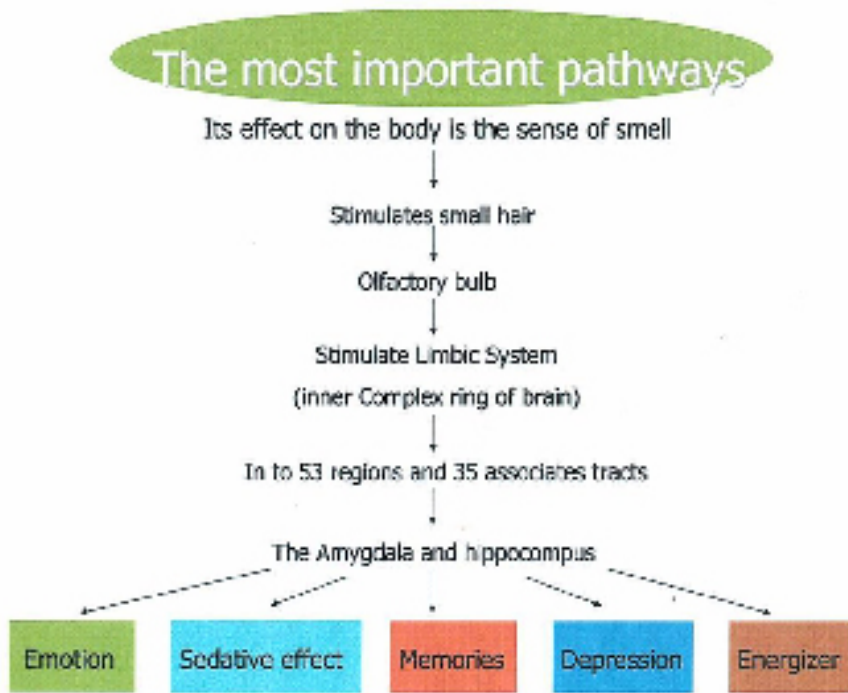 The most important pathways
Its effect on the body is the sense of smell
Stimulates small hair
Olfactory bulb
Stimulate Limbic System
(inner Complex ring of brain)
In to 53 regions and 35 associates tracts
The Amygdala and hippocompus
Emotion
Sedative effect
Memories
Depression
Energizer